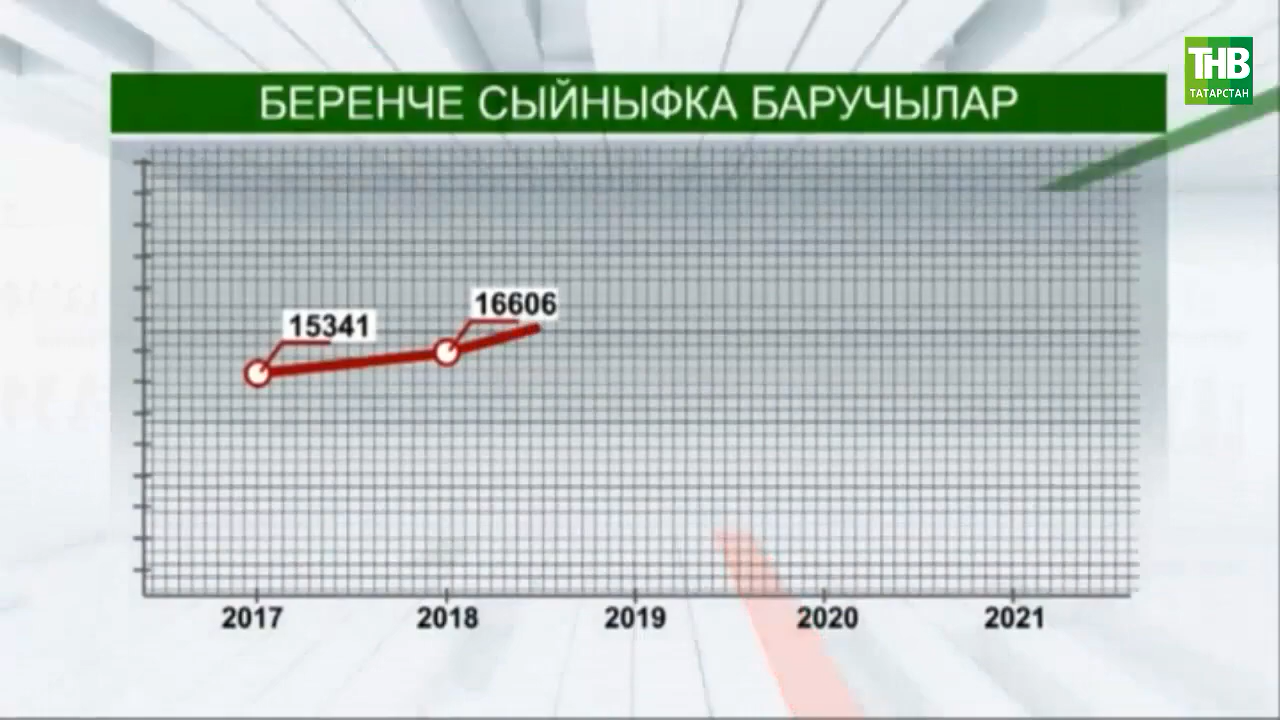 ТНВ
ТАТАРСТАН
БЕРЕНЧЕ СЫЙНЫФКА БАРУЧЫЛАР
16606
15341
2017 2018 2019 2020 2021